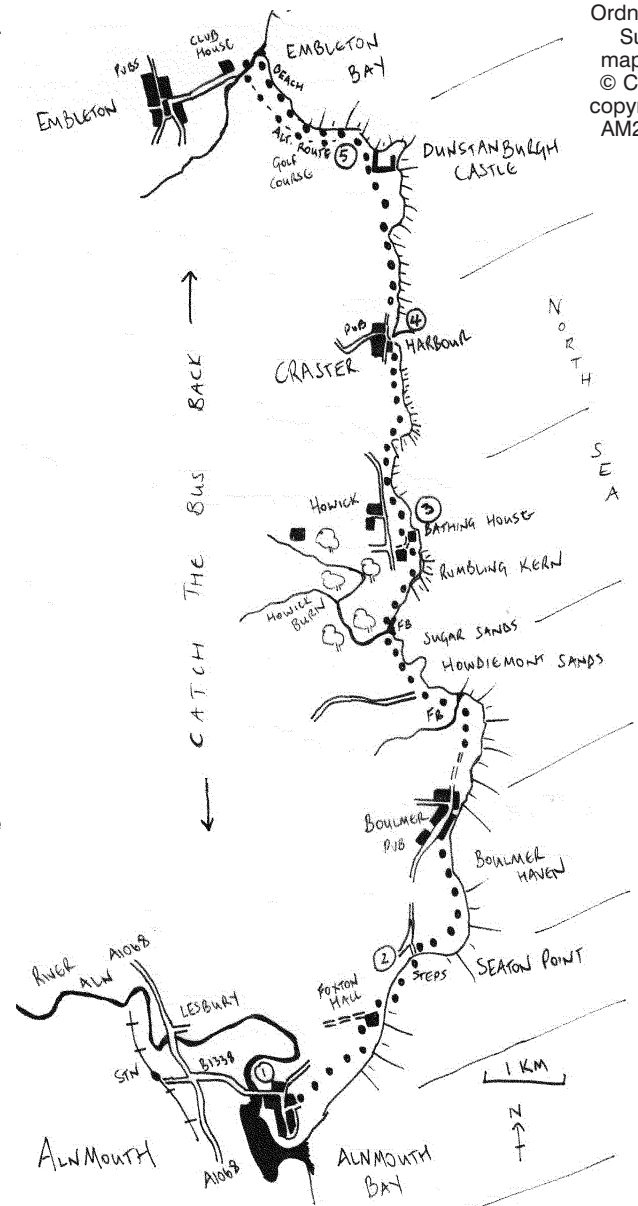 Ordn
Su
map
© C
copyr
AM2
CLUB HOUSE
PUBS
EMBLETON BAY
EMBLETON
BEACH
ALT. ROUTE
GOLF COURSE
5
DUNSTANBURGH CASTLE
4
PUB
HARBOUR
CRASTER
NORTH SEA
CATCH THE BUS BACK
HOWICK
3
BATHING HOUSE
RUMBLING KERN
HOWICK BURN
FB
SUGAR SANDS
HOWDIEMONT SANDS
FB
BOULMER
PUB
BOULMER HAVEN
2
STEPS
SEATON POINT
FOXTON HALL
RIVER ALN
A1068
LESBURY
STN
B1338
1
1 KM
N
ALNMOUTH
A1068
ALNMOUTH BAY